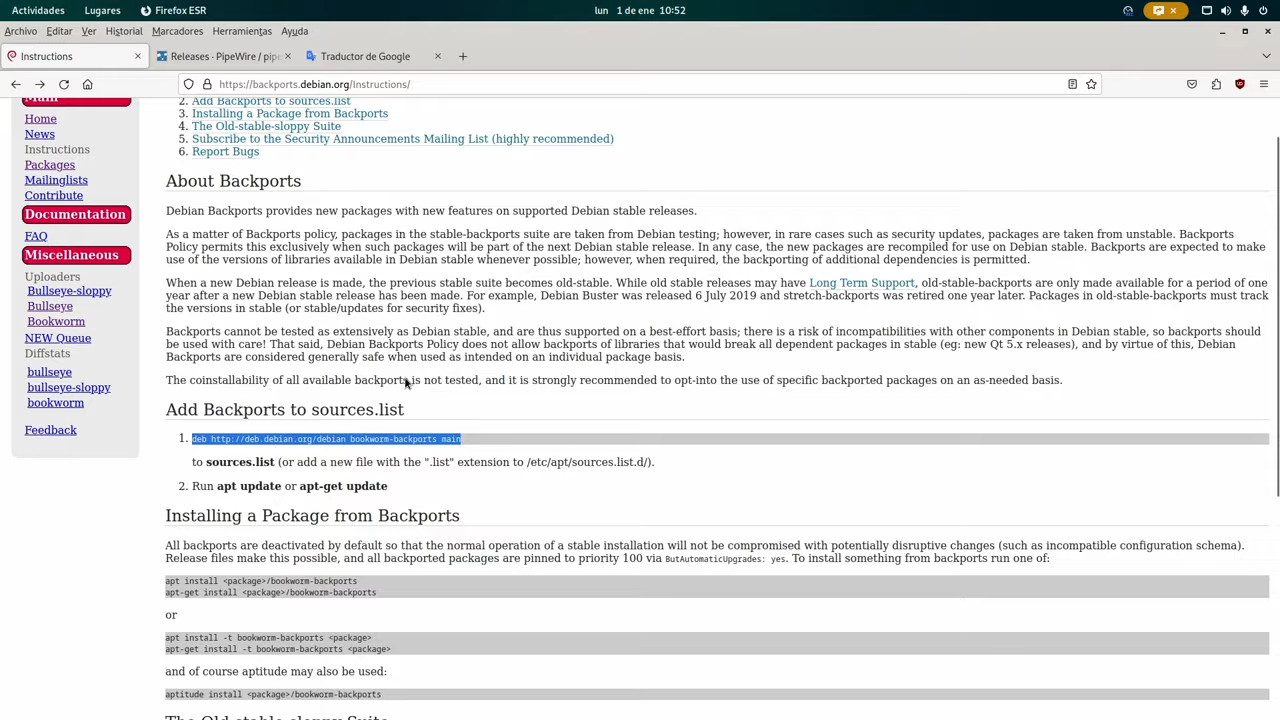 Actividades Lugares Firefox ESR lun 1 de ene 10:52
Archivo Editar Ver Historial Marcadores Herramientas Ayuda
Instructions Releases · PipeWire / pip Traductor de Google
https://backports.debian.org/Instructions/
Main
Home
News
Instructions
Packages
Mailinglists
Contribute
Documentation
FAQ
Miscellaneous
Uploaders
Bullseye-sloppy
Bullseye
Bookworm
NEW Queue
Diffstats
bullseye
bullseye-sloppy
bookworm
Feedback
2. Add Backports to sources.list
3. Installing a Package from Backports
4. The Old-stable-sloppy Suite
5. Subscribe to the Security Announcements Mailing List (highly recommended)
6. Report Bugs
About Backports
Debian Backports provides new packages with new features on supported Debian stable releases.
As a matter of Backports policy, packages in the stable-backports suite are taken from Debian testing; however, in rare cases such as security updates, packages are taken from unstable. Backports
Policy permits this exclusively when such packages will be part of the next Debian stable release. In any case, the new packages are recompiled for use on Debian stable. Backports are expected to make
use of the versions of libraries available in Debian stable whenever possible; however, when required, the backporting of additional dependencies is permitted.
When a new Debian release is made, the previous stable suite becomes old-stable. While old stable releases may have Long Term Support, old-stable-backports are only made available for a period of one
year after a new Debian stable release has been made. For example, Debian Buster was released 6 July 2019 and stretch-backports was retired one year later. Packages in old-stable-backports must track
the versions in stable (or stable/updates for security fixes).
Backports cannot be tested as extensively as Debian stable, and are thus supported on a best-effort basis; there is a risk of incompatibilities with other components in Debian stable, so backports should
be used with care! That said, Debian Backports Policy does not allow backports of libraries that would break all dependent packages in stable (eg: new Qt 5.x releases), and by virtue of this, Debian
Backports are considered generally safe when used as intended on an individual package basis.
The coinstallability of all available backports is not tested, and it is strongly recommended to opt-into the use of specific backported packages on an as-needed basis.
Add Backports to sources.list
1. deb http://deb.debian.org/debian bookworm-backports main
to sources.list (or add a new file with the ".list" extension to /etc/apt/sources.list.d/).
2. Run apt update or apt-get update
Installing a Package from Backports
All backports are deactivated by default so that the normal operation of a stable installation will not be compromised with potentially disruptive changes (such as incompatible configuration schema).
Release files make this possible, and all backported packages are pinned to priority 100 via ButAutomaticUpgrades: yes. To install something from backports run one of:
apt install <package>/bookworm-backports
apt-get install <package>/bookworm-backports
or
apt install -t bookworm-backports <package>
apt-get install -t bookworm-backports <package>
and of course aptitude may also be used:
aptitude install <package>/bookworm-backports
The Old-stable-sloppy Suite